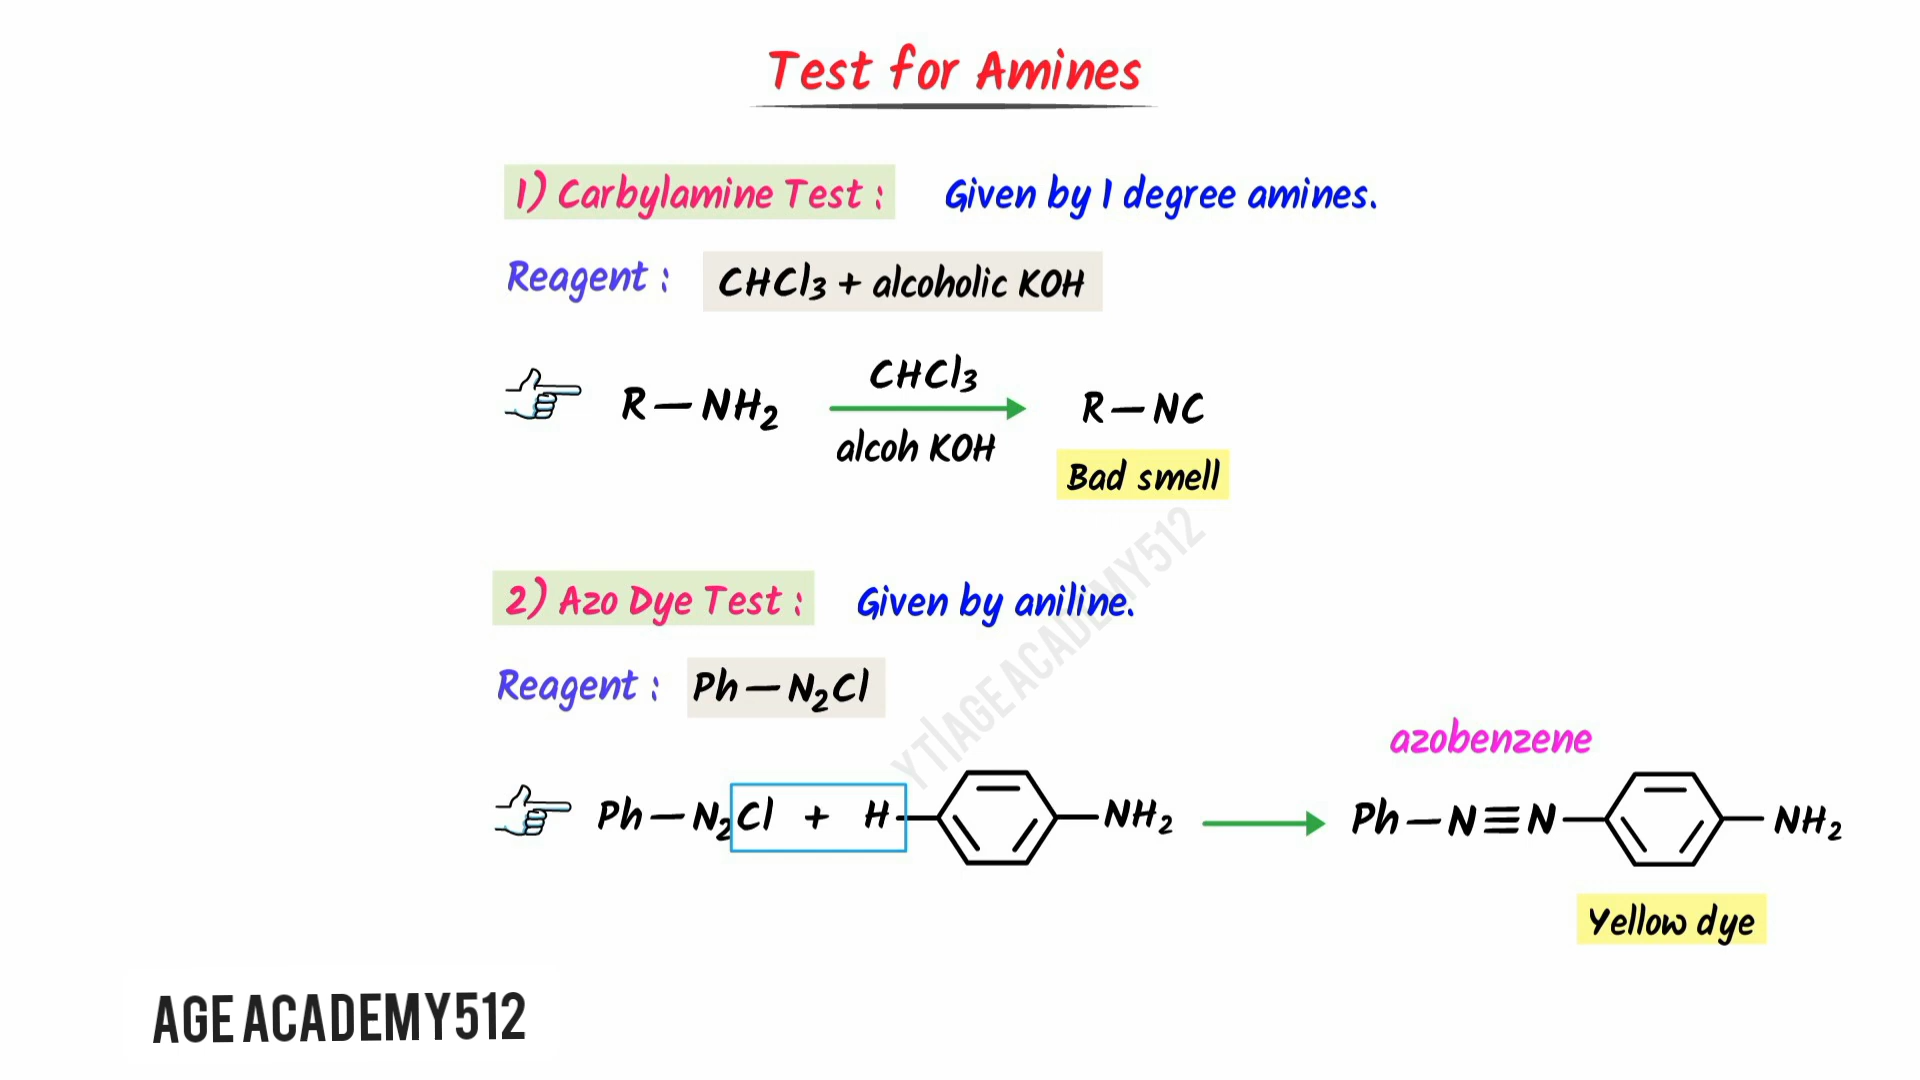 Test for Amines
1) Carbylamine Test : Given by 1 degree amines.
Reagent : CHCl₃ + alcoholic KOH
CHCl₃
R—NH₂ R—NC
alcoh KOH
Bad smell
2) Azo Dye Test : Given by aniline.
Reagent : Ph—N₂Cl
azobenzene
Ph—N₂Cl + H NH₂ Ph—N≡N NH₂
Yellow dye
YT|AGE ACADEMY512
AGE ACADEMY512